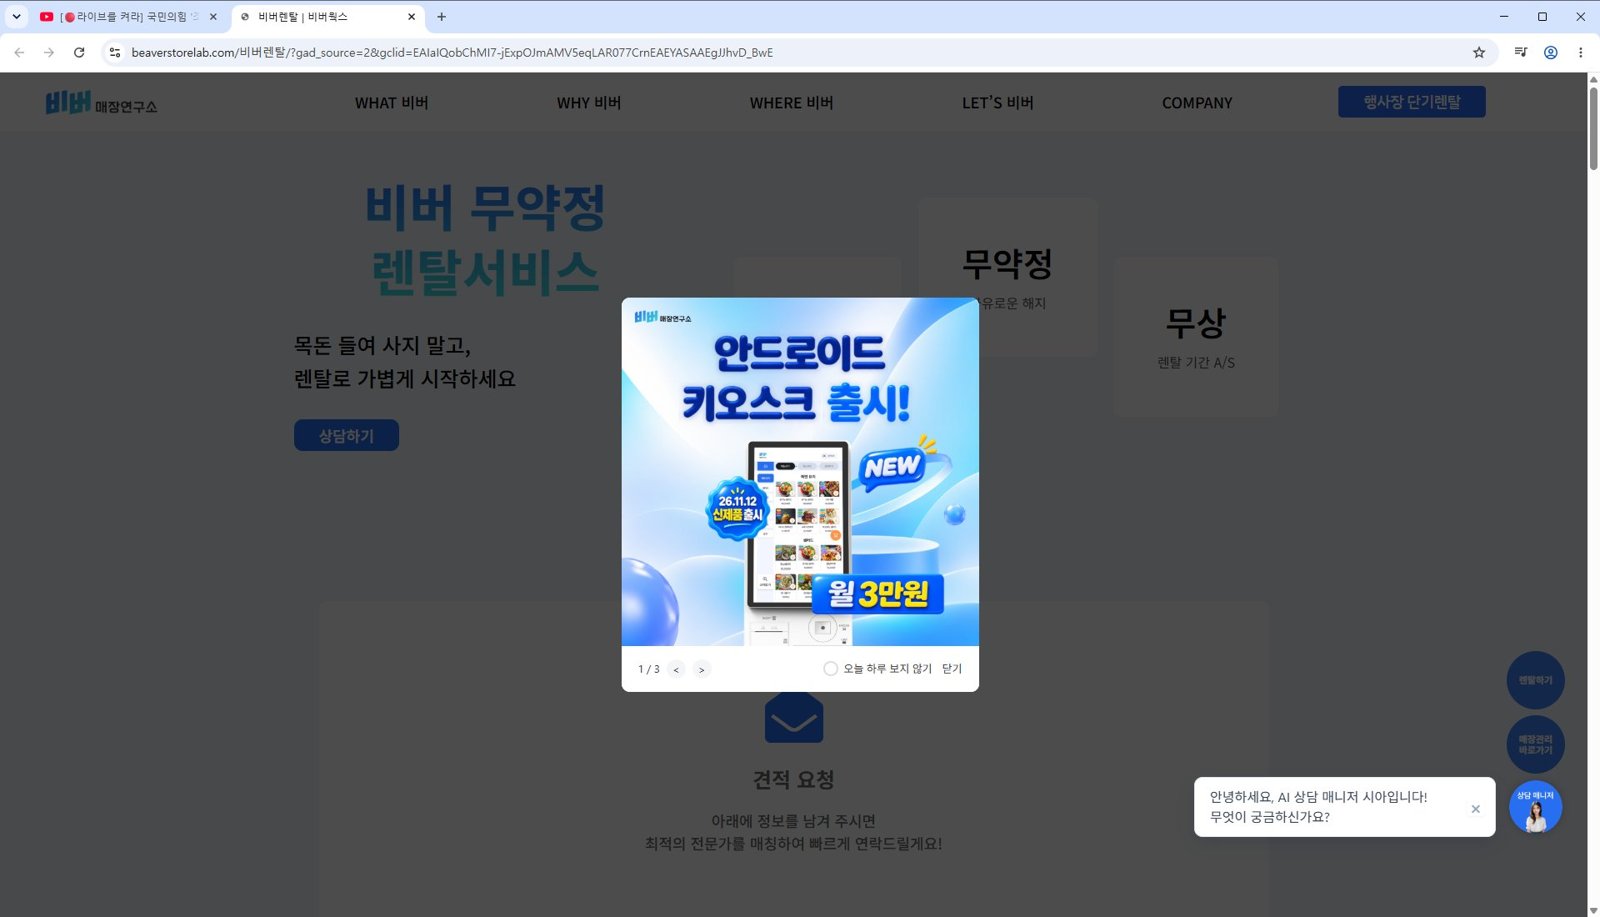 [🔴라이브를 켜라] 국민의힘
비버렌탈 | 비버웍스
beaverstorelab.com/비버렌탈/?gad_source=2&gclid=EAIaIQobChMI7-jExpOJmAMV5eqLAR077CrnEAEYASAAEgJJhvD_BwE
비버 매장연구소
WHAT 비버
WHY 비버
WHERE 비버
LET'S 비버
COMPANY
행사장 단기렌탈
비버 무약정
렌탈서비스
목돈 들여 사지 말고,
렌탈로 가볍게 시작하세요
상담하기
무약정
유로운 해지
무상
렌탈 기간 A/S
비버 매장연구소
안드로이드
키오스크 출시!
NEW
26.11.12
신제품 출시
월 3만원
1 / 3 < >
오늘 하루 보지 않기 닫기
견적 요청
아래에 정보를 남겨 주시면
최적의 전문가를 매칭하여 빠르게 연락드릴게요!
렌탈하기
매장관리
바로가기
안녕하세요, AI 상담 매니저 시아입니다!
무엇이 궁금하신가요?
상담 매니저